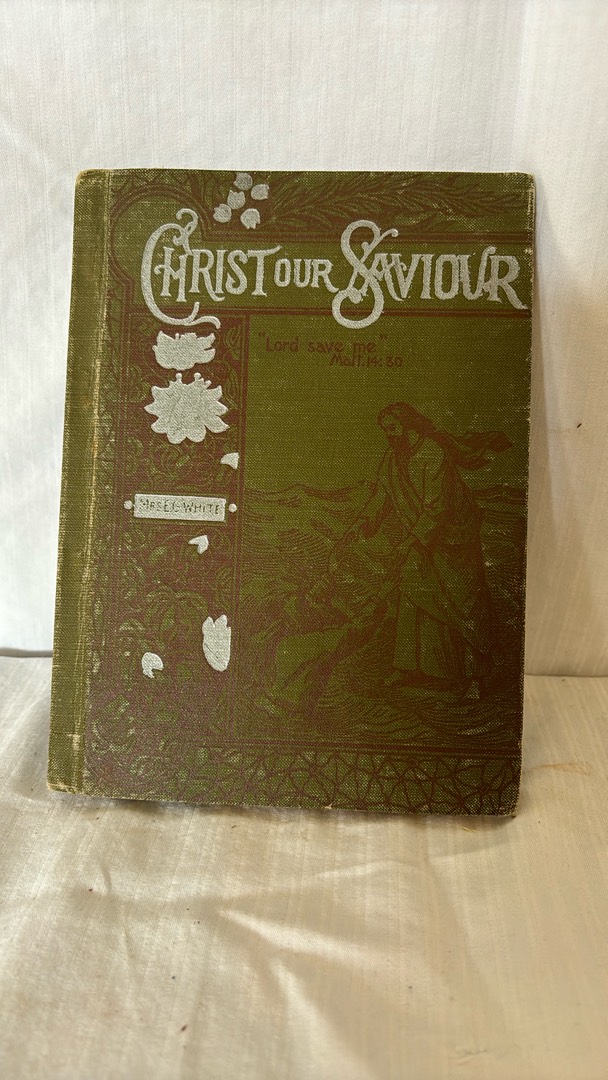 CHRIST OUR SAVIOUR
"Lord save me"
Matt. 14: 30
MRS. E. G. WHITE